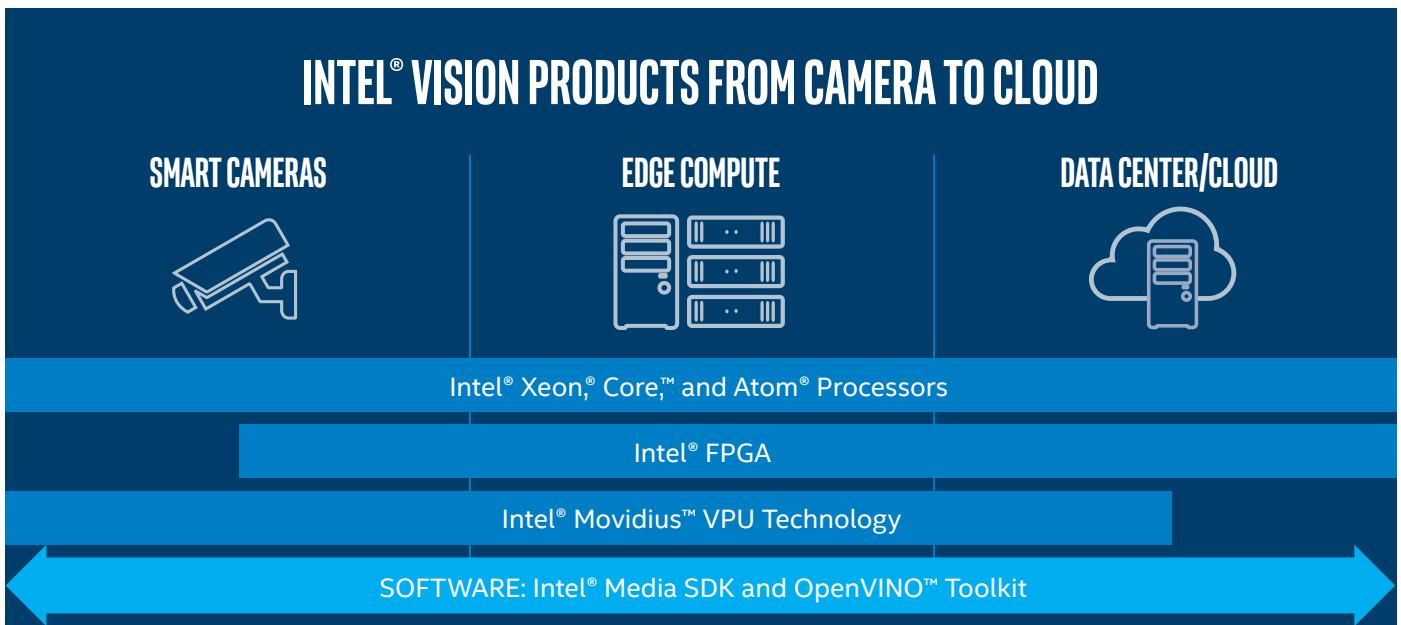 INTEL® VISION PRODUCTS FROM CAMERA TO CLOUD
SMART CAMERAS
EDGE COMPUTE
DATA CENTER/CLOUD
Intel® Xeon,® Core,™ and Atom® Processors
Intel® FPGA
Intel® Movidius™ VPU Technology
SOFTWARE: Intel® Media SDK and OpenVINO™ Toolkit